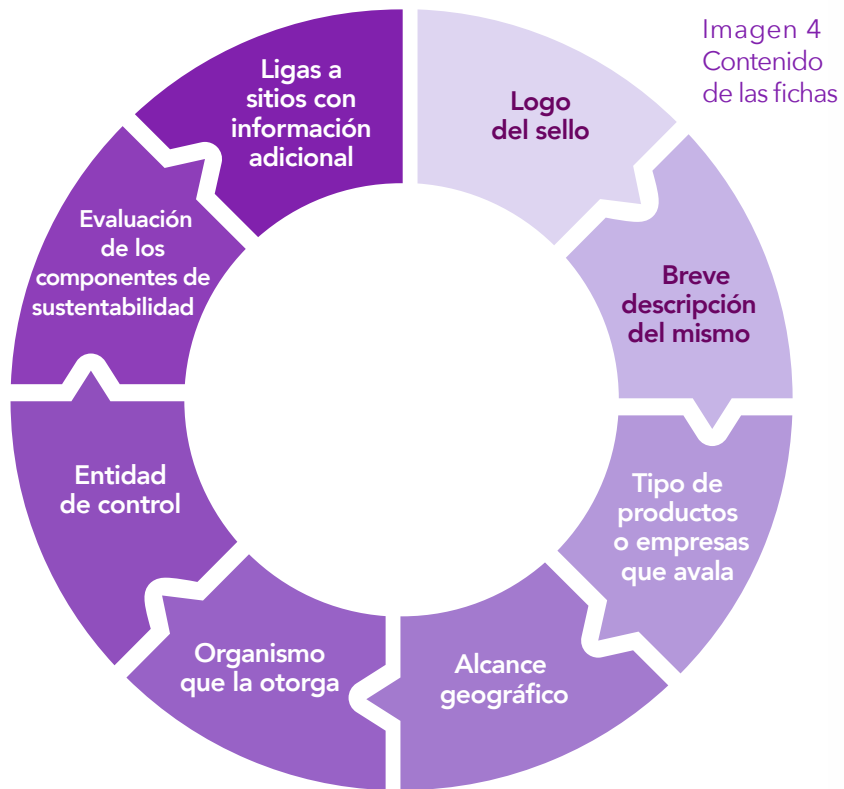 Imagen 4
Contenido
de las fichas
Logo
del sello
Breve
descripción
del mismo
Tipo de
productos
o empresas
que avala
Alcance
geográfico
Organismo
que la otorga
Entidad
de control
Evaluación
de los
componentes de
sustentabilidad
Ligas a
sitios con
información
adicional